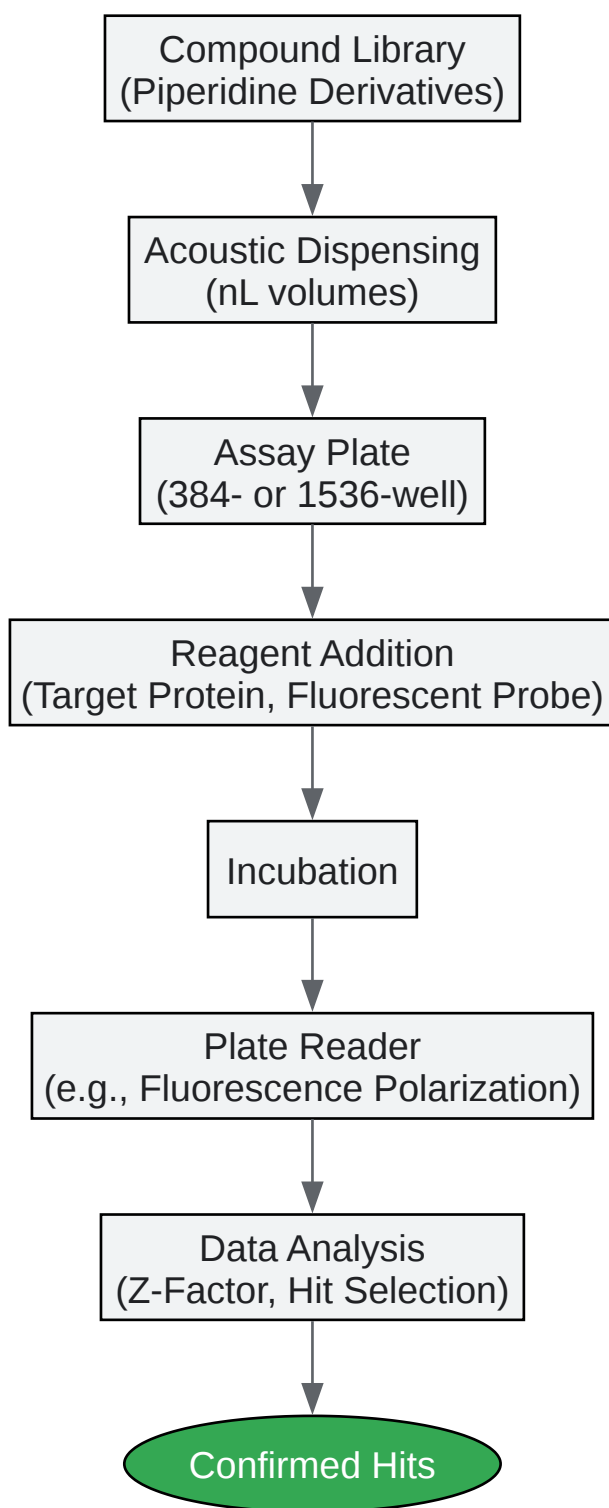 Compound Library
(Piperidine Derivatives)
Acoustic Dispensing
(nL volumes)
Assay Plate
(384- or 1536-well)
Reagent Addition
(Target Protein, Fluorescent Probe)
Incubation
Plate Reader
(e.g., Fluorescence Polarization)
Data Analysis
(Z-Factor, Hit Selection)
Confirmed Hits